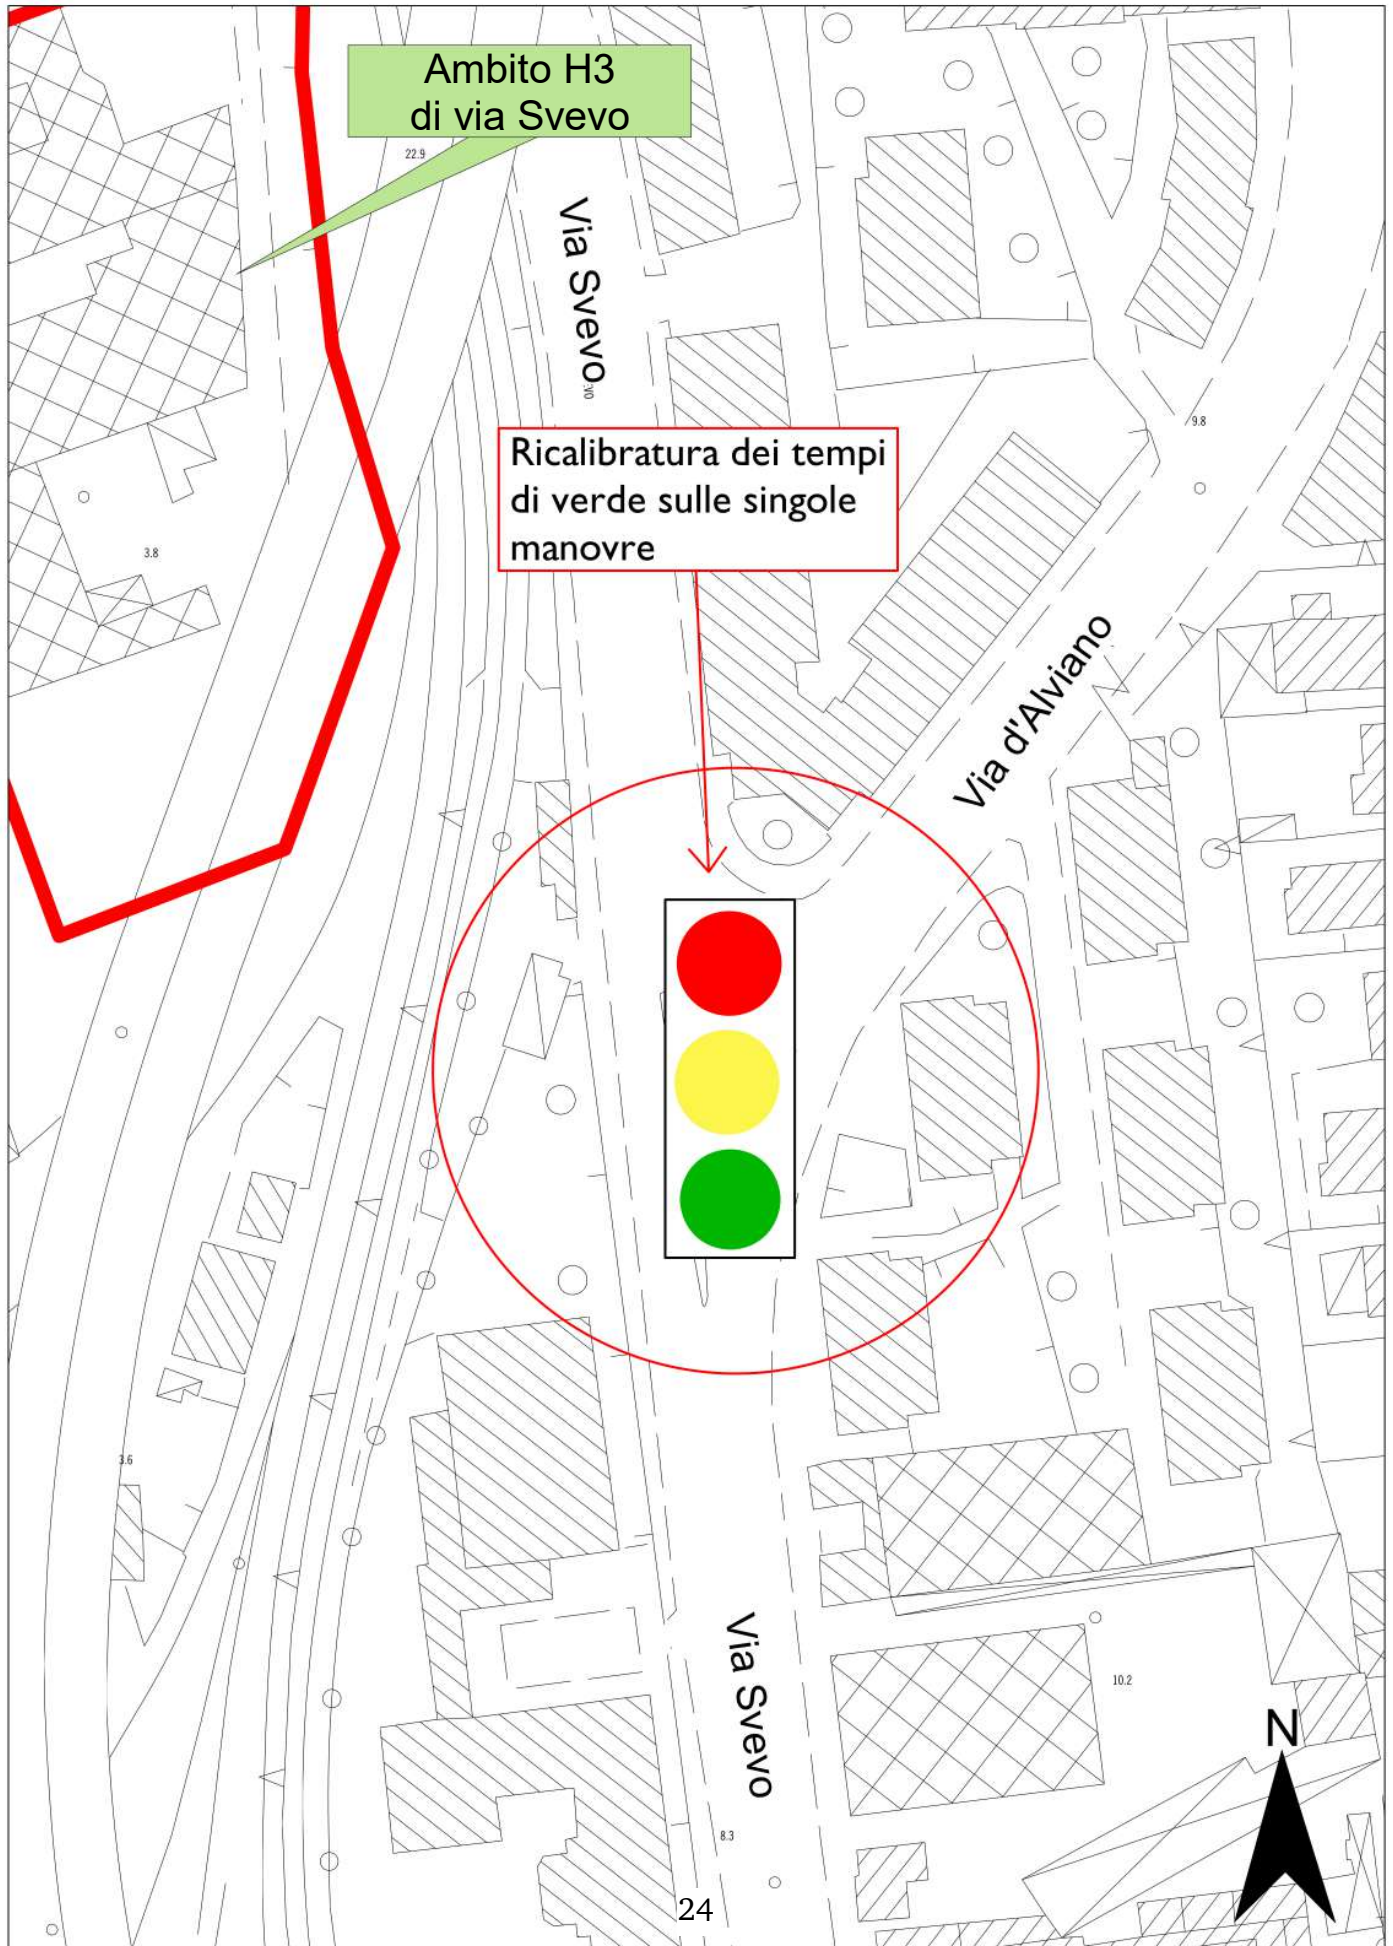 Ambito H3
di via Svevo
22.9
Via Svevo
9.8
Ricalibratura dei tempi
di verde sulle singole
manovre
3.8
Via d'Alviano
3.6
Via Svevo
10.2
N
8.3
24